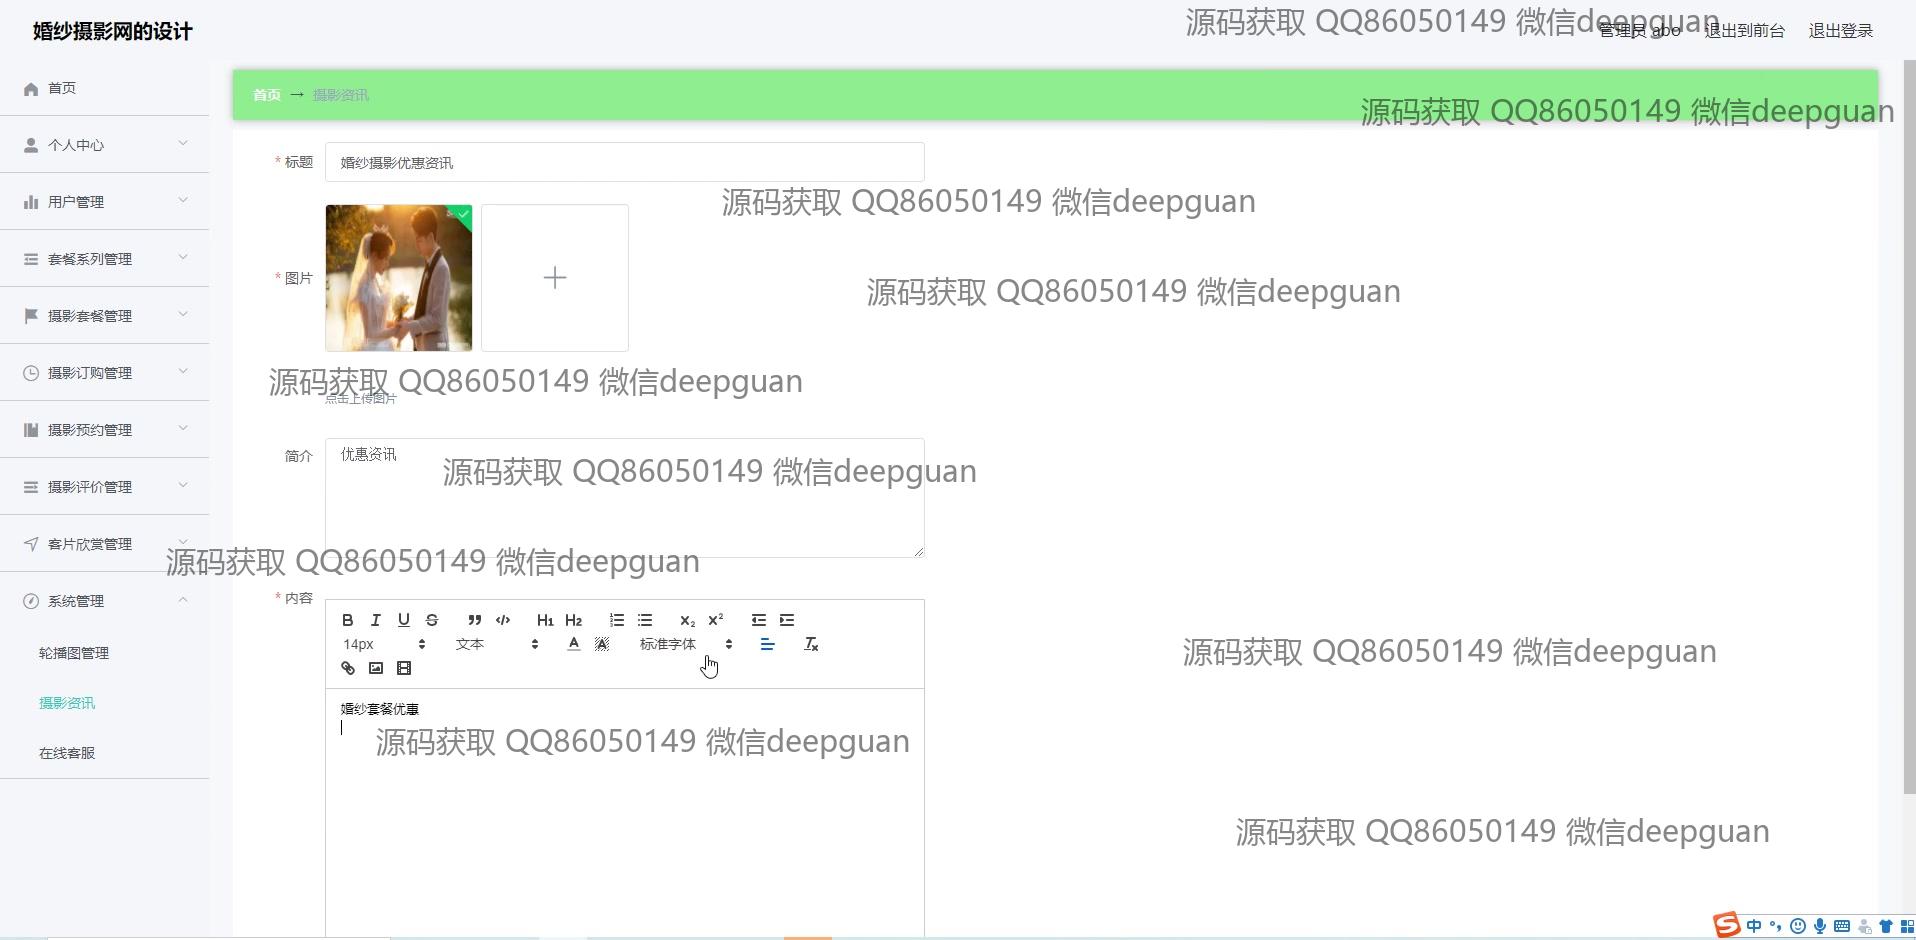 婚纱摄影网的设计
源码获取 QQ86050149 微信deepguan
管理员 abo
退出到前台
退出登录
首页
首页 → 摄影资讯
源码获取 QQ86050149 微信deepguan
个人中心
* 标题
婚纱摄影优惠资讯
用户管理
源码获取 QQ86050149 微信deepguan
套餐系列管理
* 图片
源码获取 QQ86050149 微信deepguan
摄影套餐管理
摄影订购管理
源码获取 QQ86050149 微信deepguan
点击上传图片
摄影预约管理
简介
优惠资讯
源码获取 QQ86050149 微信deepguan
摄影评价管理
客片欣赏管理
源码获取 QQ86050149 微信deepguan
系统管理
* 内容
B I U S H1 H2 x2 x2
14px 文本 A A 标准字体 Tx
轮播图管理
源码获取 QQ86050149 微信deepguan
摄影资讯
婚纱套餐优惠
源码获取 QQ86050149 微信deepguan
在线客服
源码获取 QQ86050149 微信deepguan
S 中